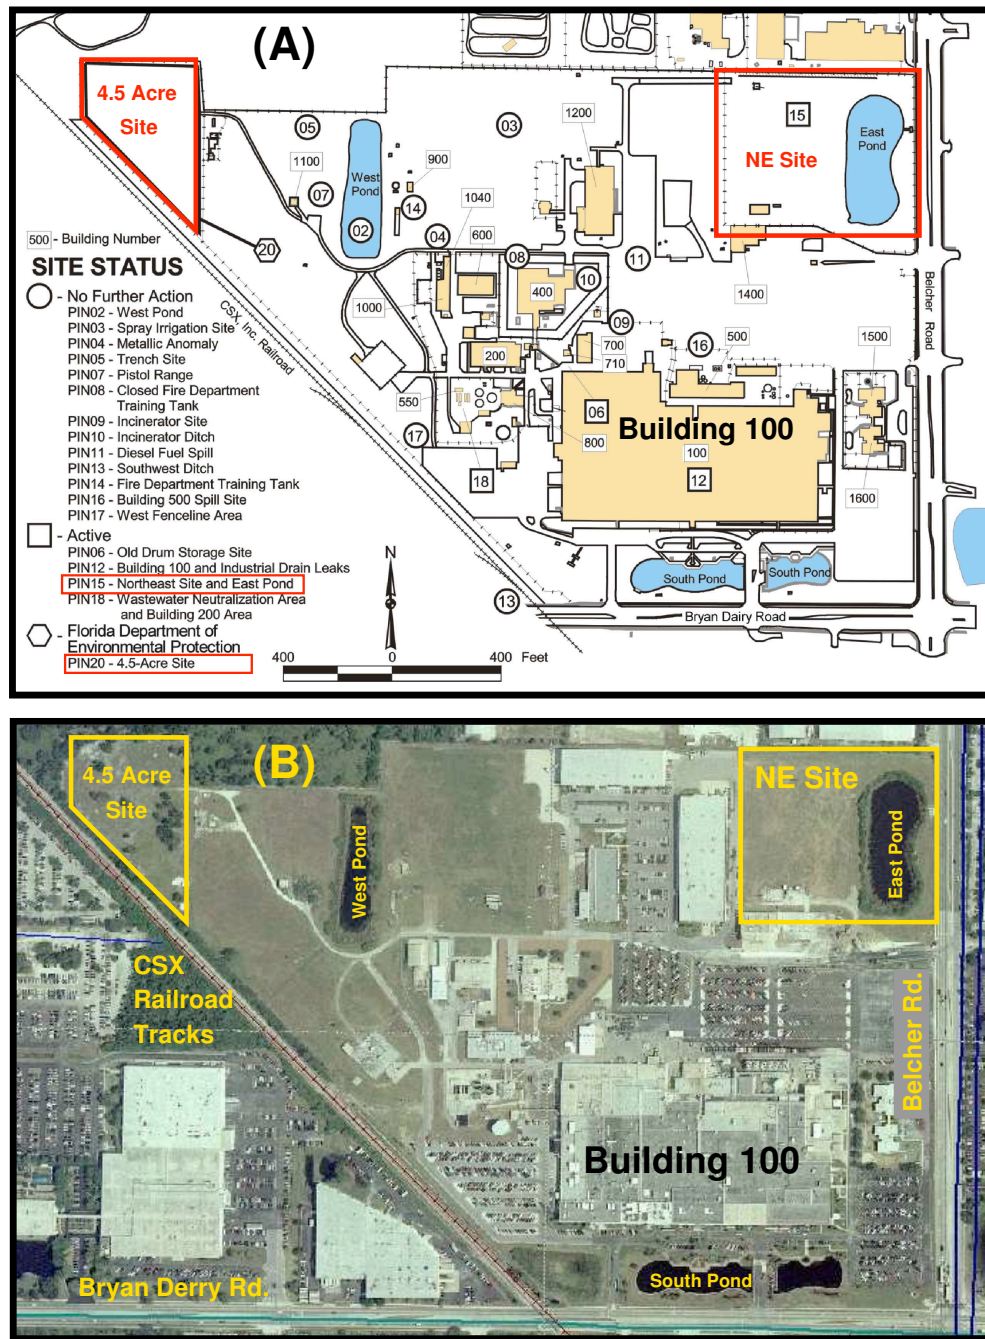 (A)
4.5 Acre
Site
05
03
1200
15
East
Pond
NE Site
West
Pond
1100
900
07
14
1040
02
04
600
20
08
10
11
1400
500 - Building Number
SITE STATUS
- No Further Action
PIN02 - West Pond
PIN03 - Spray Irrigation Site
PIN04 - Metallic Anomaly
PIN05 - Trench Site
PIN07 - Pistol Range
PIN08 - Closed Fire Department
Training Tank
PIN09 - Incinerator Site
PIN10 - Incinerator Ditch
PIN11 - Diesel Fuel Spill
PIN13 - Southwest Ditch
PIN14 - Fire Department Training Tank
PIN16 - Building 500 Spill Site
PIN17 - West Fenceline Area
- Active
PIN06 - Old Drum Storage Site
PIN12 - Building 100 and Industrial Drain Leaks
PIN15 - Northeast Site and East Pond
PIN18 - Wastewater Neutralization Area
and Building 200 Area
- Florida Department of
Environmental Protection
PIN20 - 4.5-Acre Site
CSX Inc. Railroad
1000
400
09
700
710
16
500
1500
200
550
06
800
Building 100
100
12
17
18
1600
Belcher Road
13
South Pond
South Pond
Bryan Dairy Road
N
400
0
400 Feet
(B)
4.5 Acre
Site
NE Site
West Pond
East Pond
CSX
Railroad
Tracks
Belcher Rd.
Building 100
South Pond
Bryan Derry Rd.